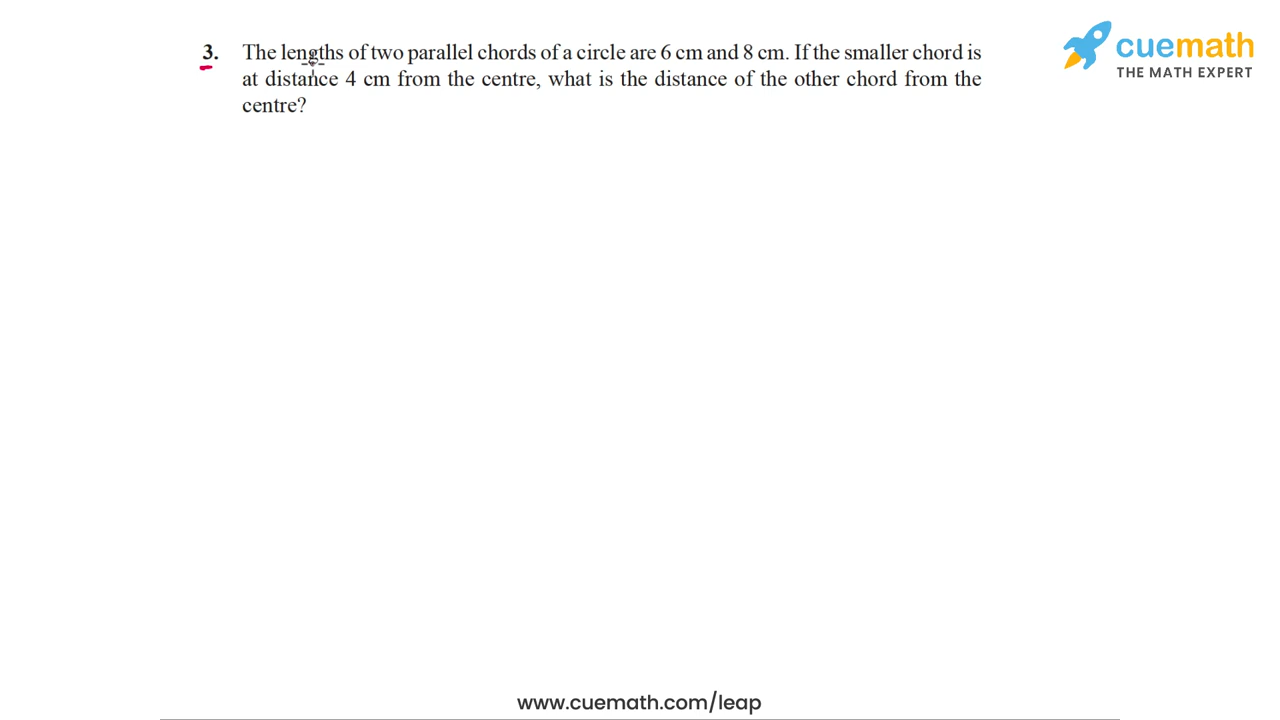 3. The lengths of two parallel chords of a circle are 6 cm and 8 cm. If the smaller chord is
at distance 4 cm from the centre, what is the distance of the other chord from the
centre?
cuemath
THE MATH EXPERT
www.cuemath.com/leap